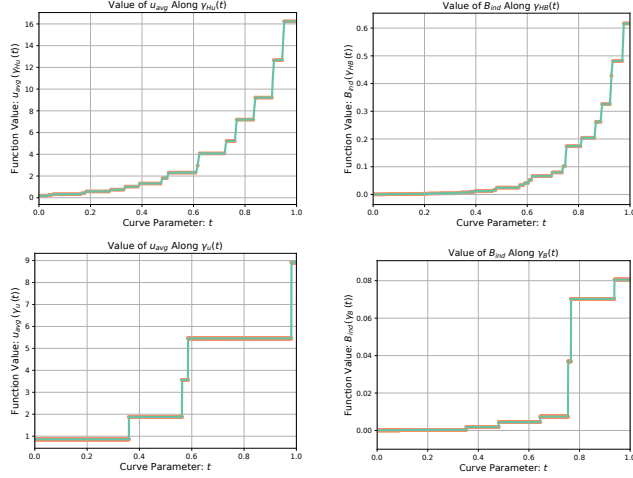 Value of u_avg Along γ_Hu(t)
Function Value: u_avg(γ_Hu(t))
16
14
12
10
8
6
4
2
0
0.0 0.2 0.4 0.6 0.8 1.0
Curve Parameter: t
Value of B_ind Along γ_HB(t)
Function Value: B_ind(γ_HB(t))
0.6
0.5
0.4
0.3
0.2
0.1
0.0
0.0 0.2 0.4 0.6 0.8 1.0
Curve Parameter: t
Value of u_avg Along γ_u(t)
Function Value: u_avg(γ_u(t))
9
8
7
6
5
4
3
2
1
0.0 0.2 0.4 0.6 0.8 1.0
Curve Parameter: t
Value of B_ind Along γ_B(t)
Function Value: B_ind(γ_B(t))
0.08
0.06
0.04
0.02
0.00
0.0 0.2 0.4 0.6 0.8 1.0
Curve Parameter: t